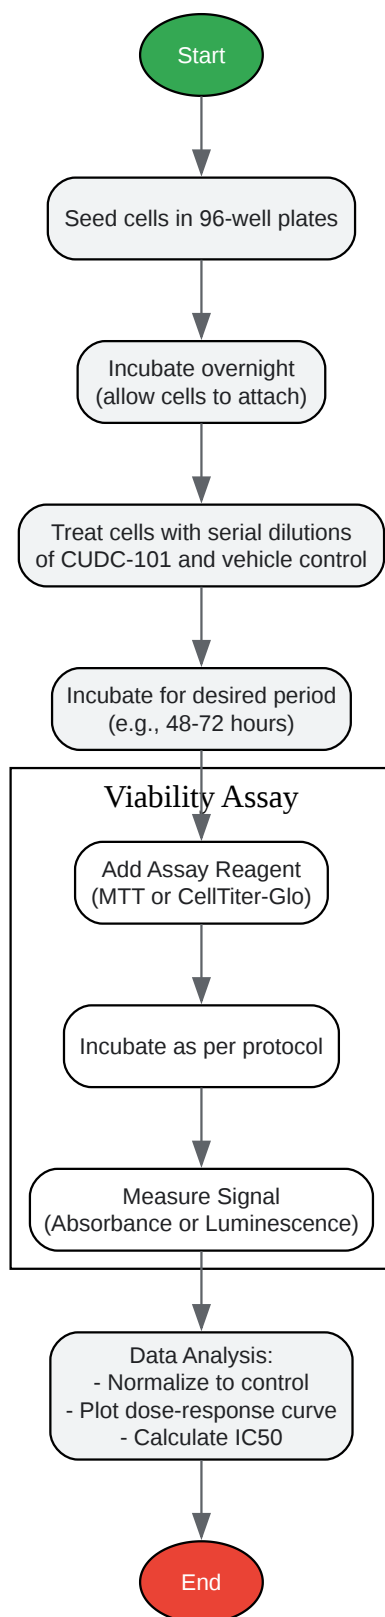 Start
Seed cells in 96-well plates
Incubate overnight
(allow cells to attach)
Treat cells with serial dilutions
of CUDC-101 and vehicle control
Incubate for desired period
(e.g., 48-72 hours)
Viability Assay
Add Assay Reagent
(MTT or CellTiter-Glo)
Incubate as per protocol
Measure Signal
(Absorbance or Luminescence)
Data Analysis:
- Normalize to control
- Plot dose-response curve
- Calculate IC50
End